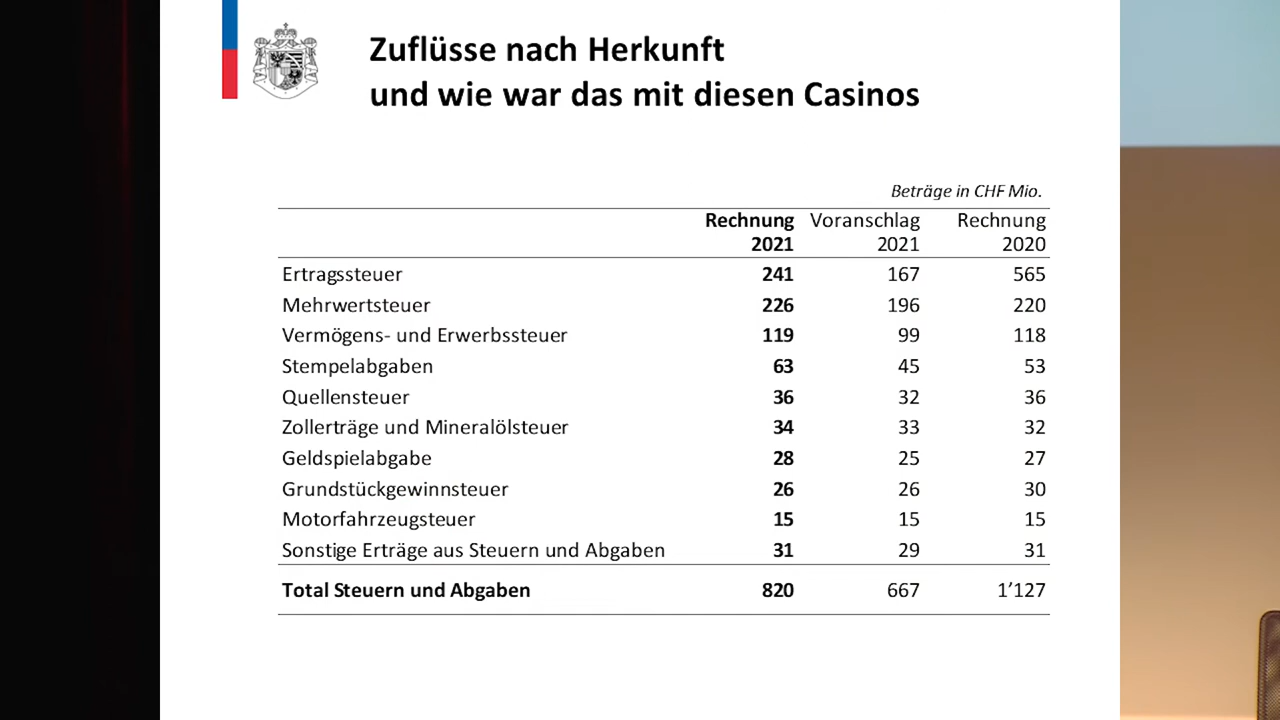 Zuflüsse nach Herkunft
und wie war das mit diesen Casinos
Beträge in CHF Mio.
Rechnung 2021 Voranschlag 2021 Rechnung 2020
Ertragssteuer 241 167 565
Mehrwertsteuer 226 196 220
Vermögens- und Erwerbssteuer 119 99 118
Stempelabgaben 63 45 53
Quellensteuer 36 32 36
Zollerträge und Mineralölsteuer 34 33 32
Geldspielabgabe 28 25 27
Grundstückgewinnsteuer 26 26 30
Motorfahrzeugsteuer 15 15 15
Sonstige Erträge aus Steuern und Abgaben 31 29 31
Total Steuern und Abgaben 820 667 1’127